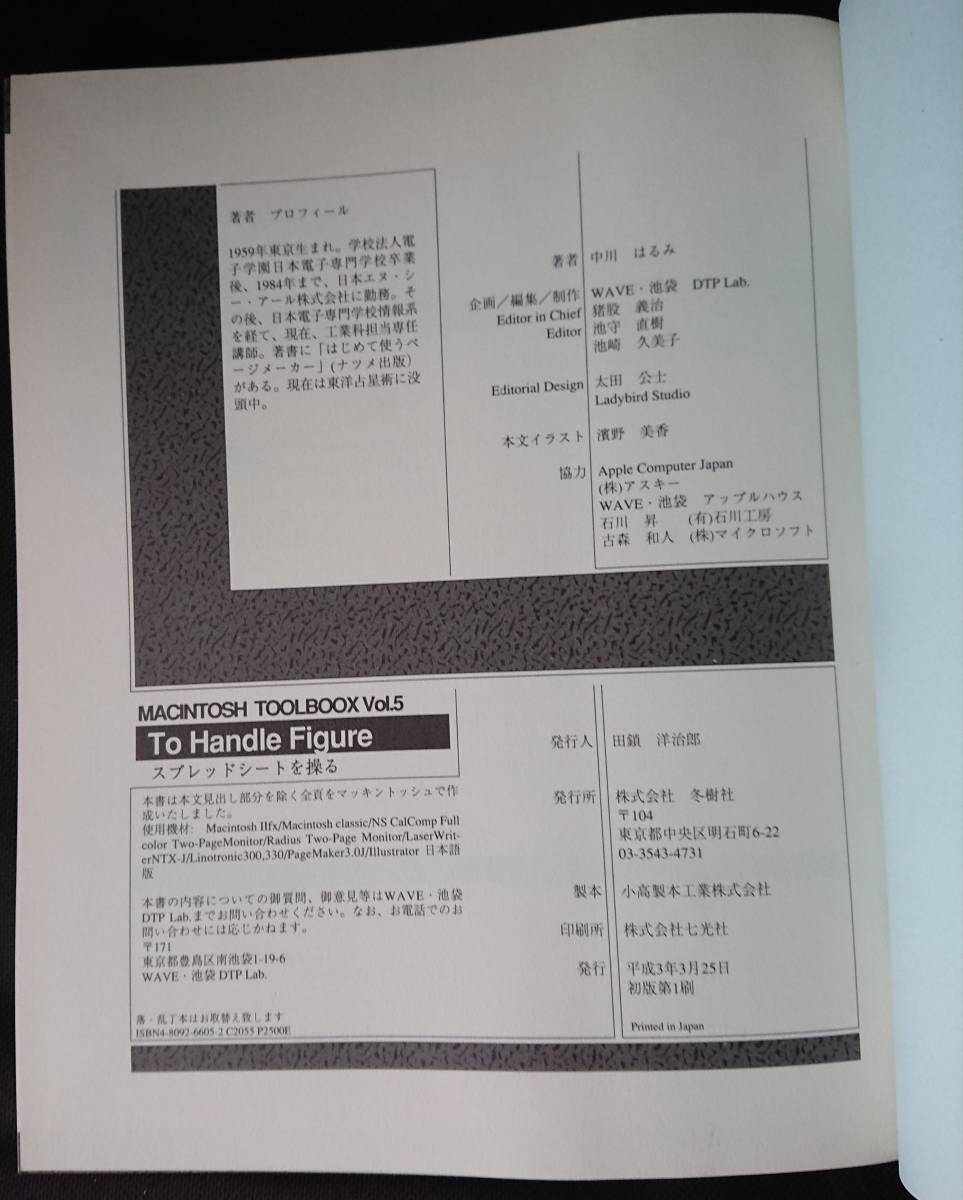 著者　プロフィール
1959年東京生まれ。学校法人電
子学園日本電子専門学校卒業
後、1984年まで、日本エヌ・シ
ー・アール株式会社に勤務。そ
の後、日本電子専門学校情報系
を経て、現在、工業科担当専任
講師。著書に「はじめて使うペ
ージメーカー」(ナツメ出版)
がある。現在は東洋占星術に没
頭中。
著者　中川　はるみ
企画／編集／制作　WAVE・池袋　DTP Lab.
Editor in Chief　猪股　義治
Editor　池守　直樹
池崎　久美子
Editorial Design　太田　公士
Ladybird Studio
本文イラスト　濱野　美香
協力　Apple Computer Japan
(株)アスキー
WAVE・池袋　アップルハウス
石川　昇　　(有)石川工房
古森　和人　(株)マイクロソフト
MACINTOSH TOOLBOOX Vol.5
To Handle Figure
スプレッドシートを操る
本書は本文見出し部分を除く全頁をマッキントッシュで作
成いたしました。
使用機材:　Macintosh IIfx/Macintosh classic/NS CalComp Full
color Two-PageMonitor/Radius Two-Page Monitor/LaserWrit-
erNTX-J/Linotronic300,330/PageMaker3.0J/Illustrator 日本語
版
本書の内容についての御質問、御意見等はWAVE・池袋
DTP Lab.までお問い合わせください。なお、お電話でのお
問い合わせには応じかねます。
〒171
東京都豊島区南池袋1-19-6
WAVE・池袋 DTP Lab.
落・乱丁本はお取替え致します
ISBN4-8092-6605-2 C2055 P2500E
発行人　田鎖　洋治郎
発行所　株式会社　冬樹社
〒104
東京都中央区明石町6-22
03-3543-4731
製本　小高製本工業株式会社
印刷所　株式会社七光社
発行　平成3年3月25日
初版第1刷
Printed in Japan